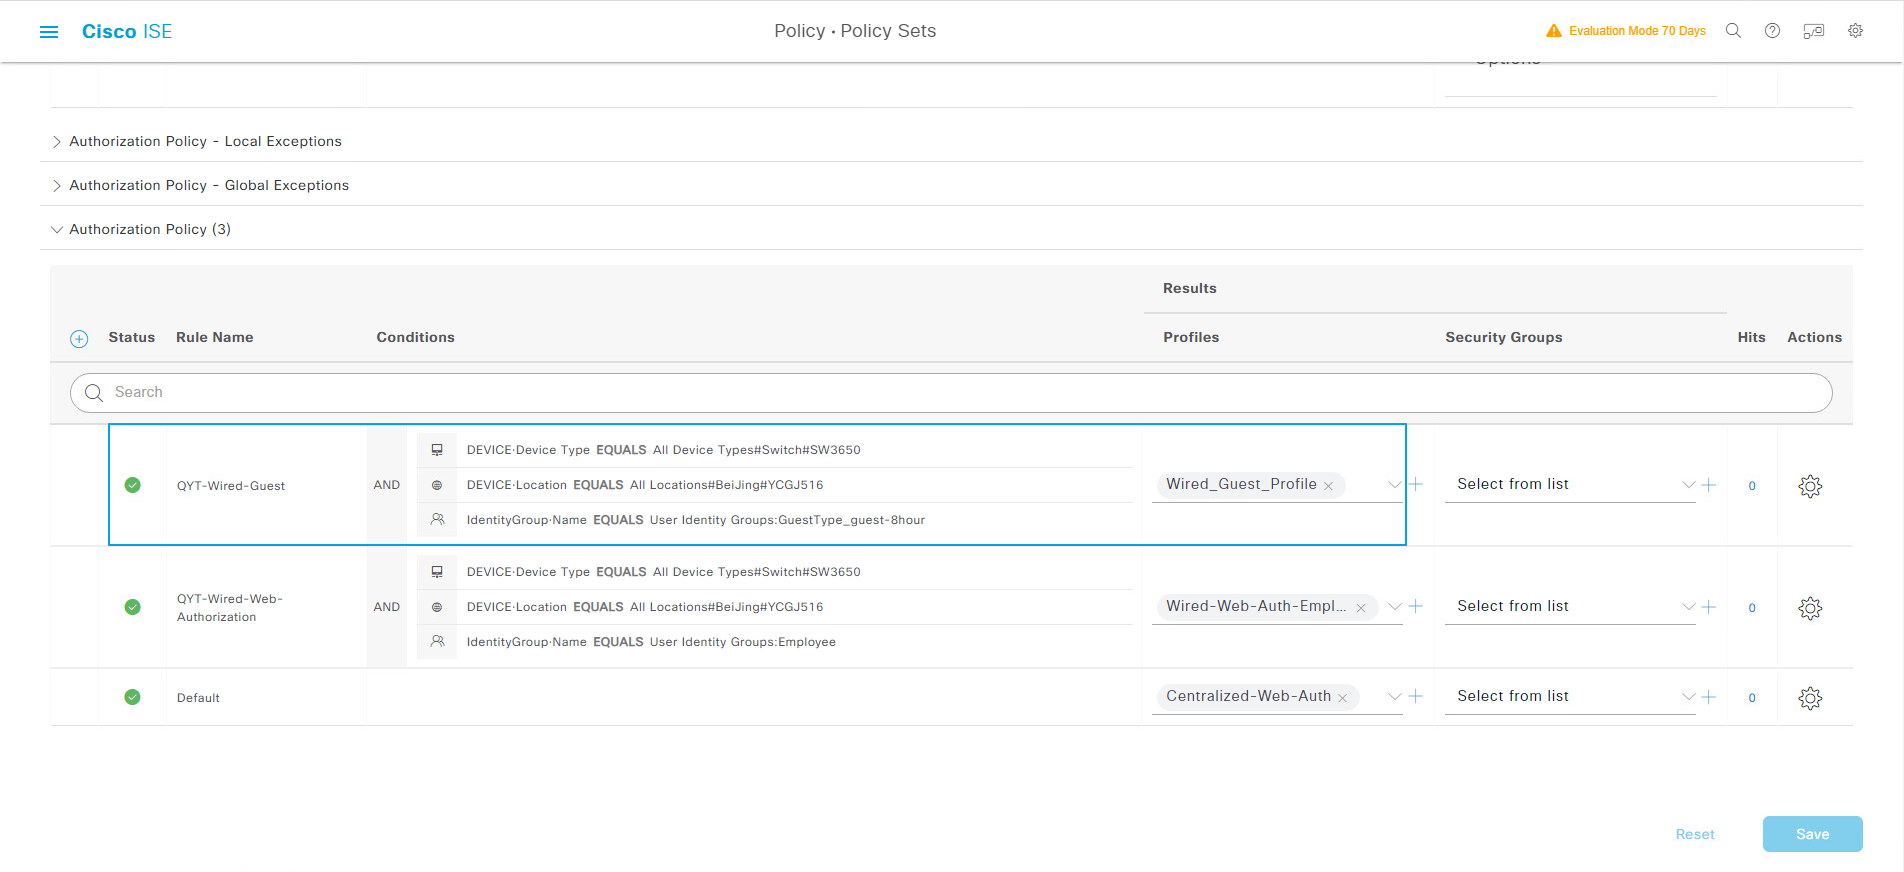 Cisco ISE
Policy · Policy Sets
Evaluation Mode 70 Days
Options
Authorization Policy - Local Exceptions
Authorization Policy - Global Exceptions
Authorization Policy (3)
Results
Status Rule Name Conditions Profiles Security Groups Hits Actions
Search
DEVICE·Device Type EQUALS All Device Types#Switch#SW3650
QYT-Wired-Guest AND DEVICE·Location EQUALS All Locations#BeiJing#YCGJ516 Wired_Guest_Profile Select from list 0
IdentityGroup·Name EQUALS User Identity Groups:GuestType_guest-8hour
DEVICE·Device Type EQUALS All Device Types#Switch#SW3650
QYT-Wired-Web-
Authorization
AND DEVICE·Location EQUALS All Locations#BeiJing#YCGJ516 Wired-Web-Auth-Empl... Select from list 0
IdentityGroup·Name EQUALS User Identity Groups:Employee
Default Centralized-Web-Auth Select from list 0
Reset Save